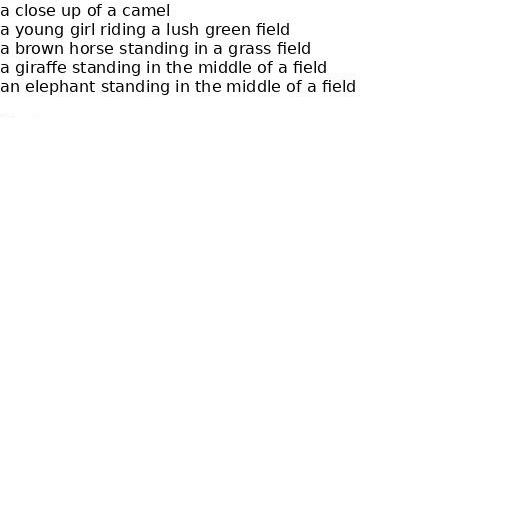 a close up of a camel
a young girl riding a lush green field
a brown horse standing in a grass field
a giraffe standing in the middle of a field
an elephant standing in the middle of a field